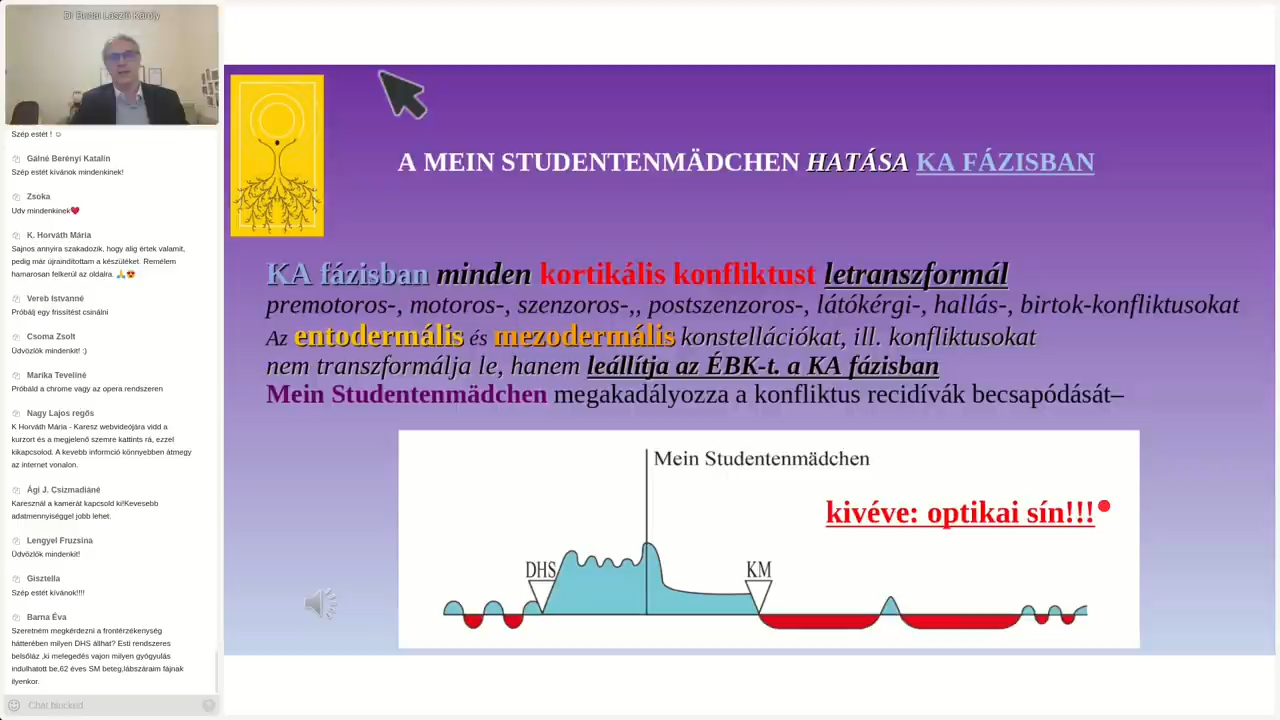 Dr Budai László Károly
Szép estét ! ☺
Gálné Berényi Katalin
Szép estét kívánok mindenkinek!
Zsoka
Udv mindenkinek❤
K. Horváth Mária
Sajnos annyira szakadozik, hogy alig értek valamit,
pedig már újraindítottam a készüléket. Remélem
hamarosan felkerül az oldalra. 🙏😍
Vereb Istvánné
Próbálj egy frissítést csinálni
Csoma Zsolt
Üdvözlök mindenkit! :)
Marika Teveliné
Próbáld a chrome vagy az opera rendszeren
Nagy Lajos regős
K Horváth Mária - Karesz webvideójára vidd a
kurzort és a megjelenő szemre kattints rá, ezzel
kikapcsolod. A kevebb informció könnyebben átmegy
az internet vonalon.
Ági J. Csizmadiáné
Karesznál a kamerát kapcsold ki!Kevesebb
adatmennyiséggel jobb lehet.
Lengyel Fruzsina
Üdvözlök mindenkit!
Gisztella
Szép estét kívánok!!!!
Barna Éva
Szeretném megkérdezni a frontérzékenység
hátterében milyen DHS állhat? Esti rendszeres
belsőláz ,ki melegedés vajon milyen gyógyulás
indulhatott be,62 éves SM beteg,lábszáraim fájnak
ilyenkor.
Chat blocked
A MEIN STUDENTENMÄDCHEN HATÁSA KA FÁZISBAN
KA fázisban minden kortikális konfliktust letranszformál
premotoros-, motoros-, szenzoros-,, postszenzoros-, látókérgi-, hallás-, birtok-konfliktusokat
Az entodermális és mezodermális konstellációkat, ill. konfliktusokat
nem transzformálja le, hanem leállítja az ÉBK-t. a KA fázisban
Mein Studentenmädchen megakadályozza a konfliktus recidívák becsapódását–
Mein Studentenmädchen
kivéve: optikai sín!!!
DHS
KM